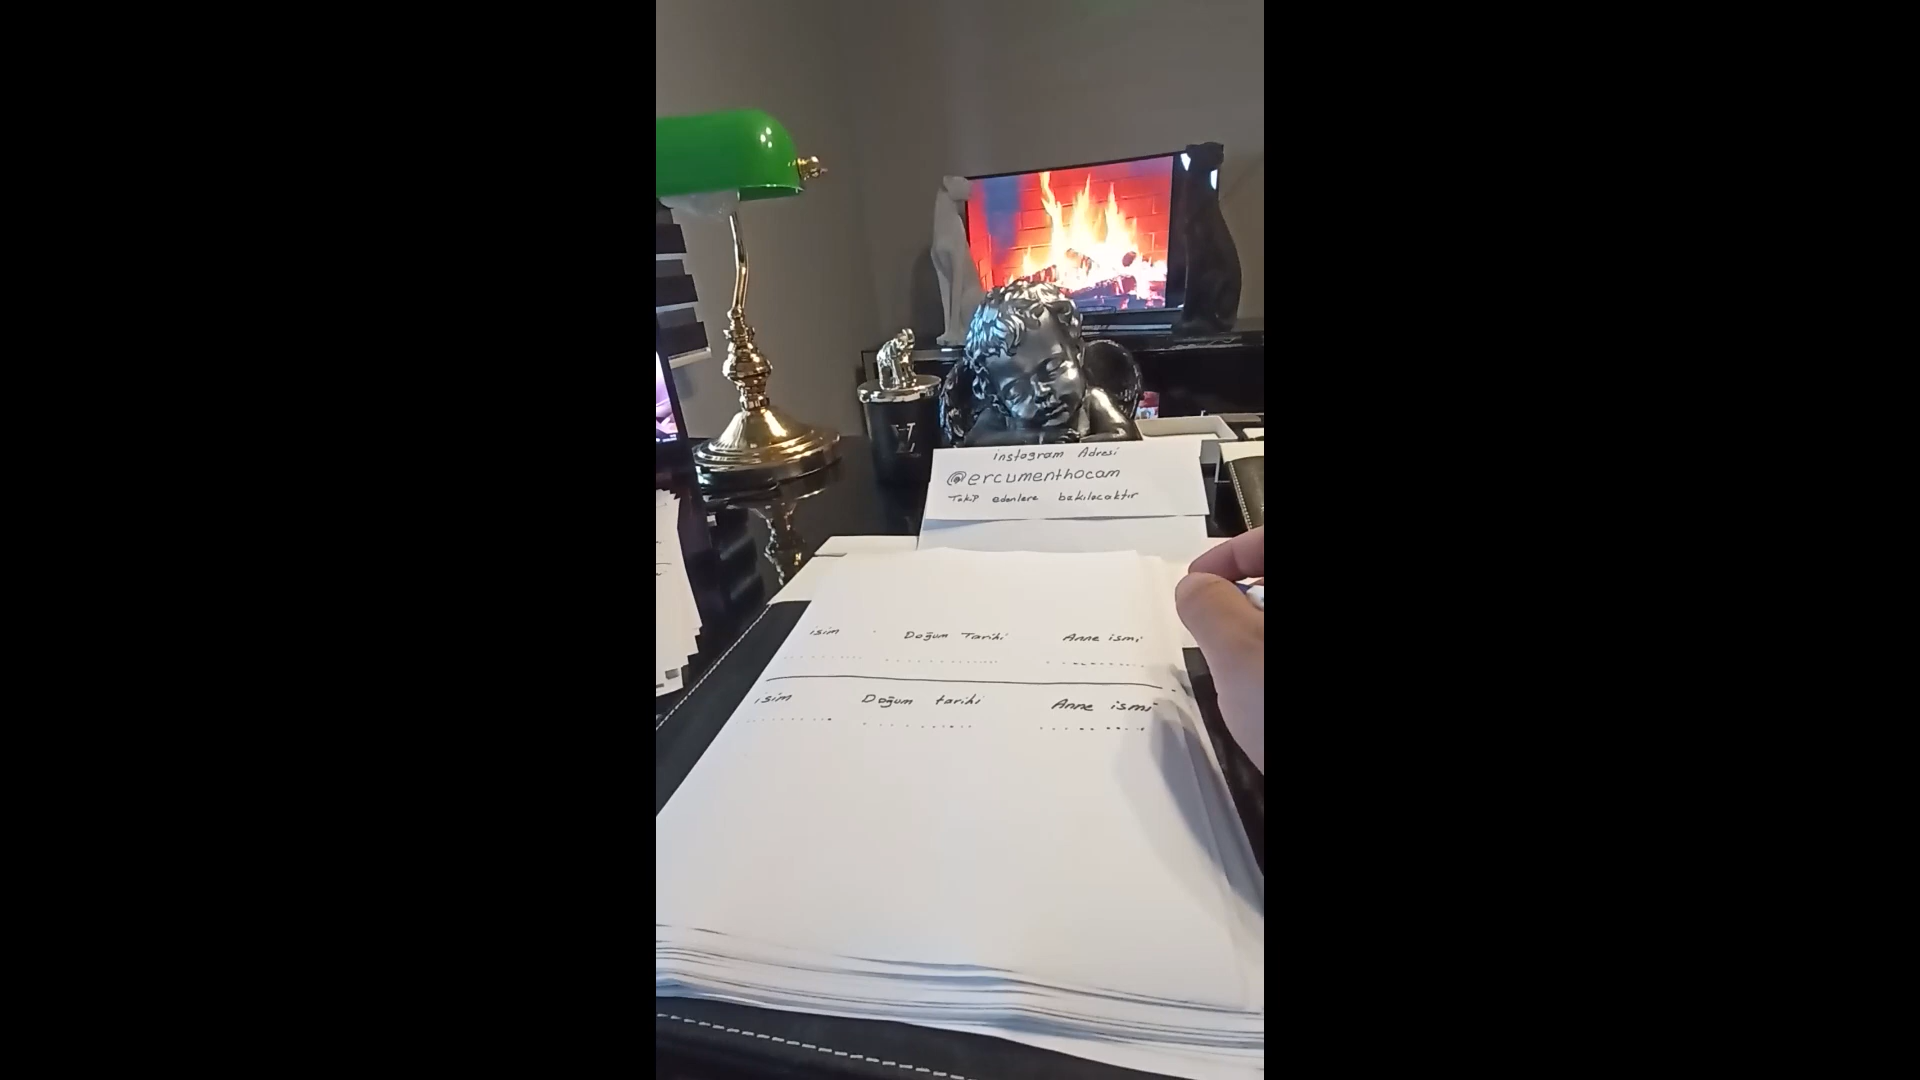 instagram Adresi
@ercumenthocam
Takip edenlere bakılacaktır
isim Doğum Tarihi Anne ismi
isim Doğum tarihi Anne ismi